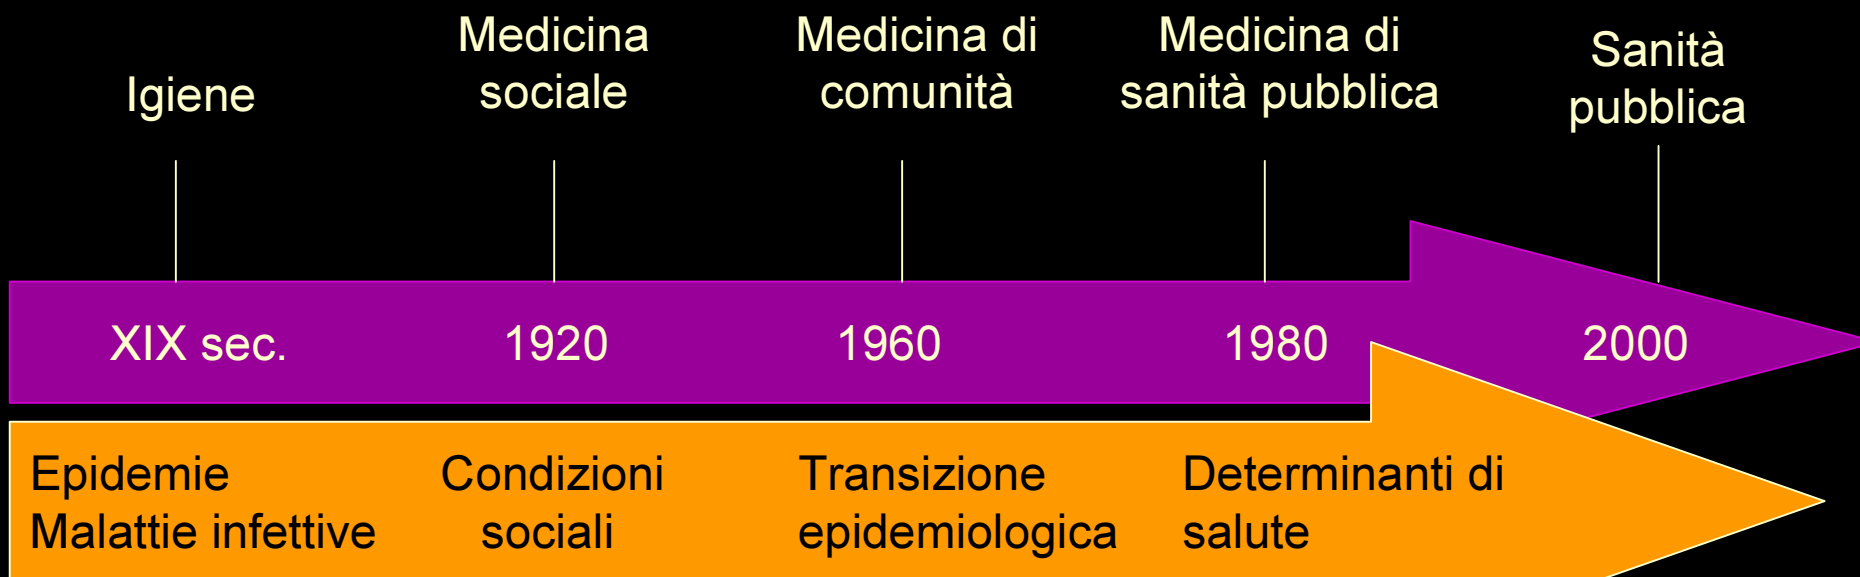 Igiene
Medicina
sociale
Medicina di
comunità
Medicina di
sanità pubblica
Sanità
pubblica
XIX sec.
1920
1960
1980
2000
Epidemie
Malattie infettive
Condizioni
sociali
Transizione
epidemiologica
Determinanti di
salute